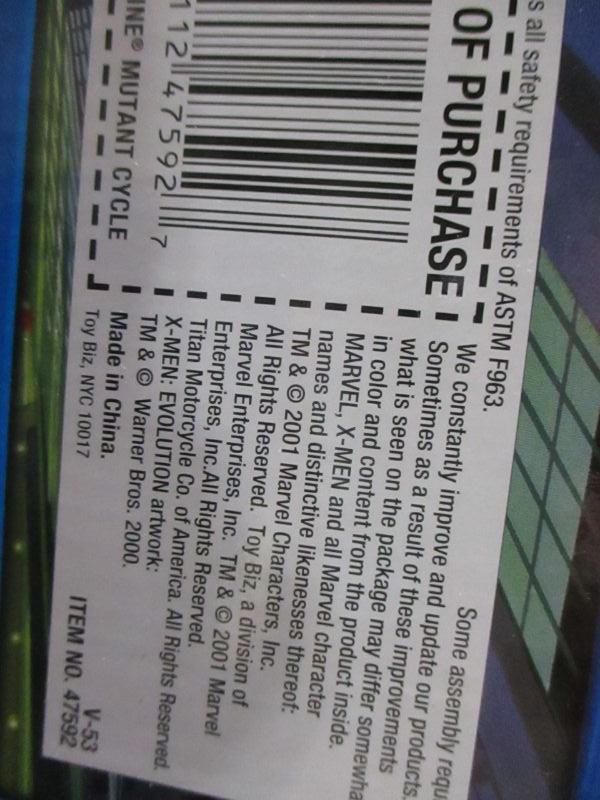 s all safety requirements of ASTM F963.
Some assembly requ
OF PURCHASE
We constantly improve and update our products.
Sometimes as a result of these improvements
what is seen on the package may differ somewha
in color and content from the product inside.
MARVEL, X-MEN and all Marvel character
names and distinctive likenesses thereof:
TM & © 2001 Marvel Characters, Inc.
All Rights Reserved. Toy Biz, a division of
Marvel Enterprises, Inc. TM & © 2001 Marvel
Enterprises, Inc.All Rights Reserved.
Titan Motorcycle Co. of America. All Rights Reserved.
X-MEN: EVOLUTION artwork:
TM & © Warner Bros. 2000.
Made in China.
Toy Biz, NYC 10017
112 47592 7
INE® MUTANT CYCLE
V-53
ITEM NO. 47592